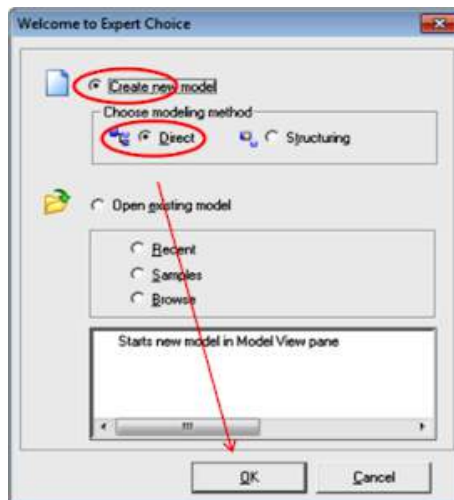 Welcome to Expert Choice
Create new model
Choose modeling method
Direct Structuring
Open existing model
Recent
Samples
Browse
Starts new model in Model View pane
OK Cancel